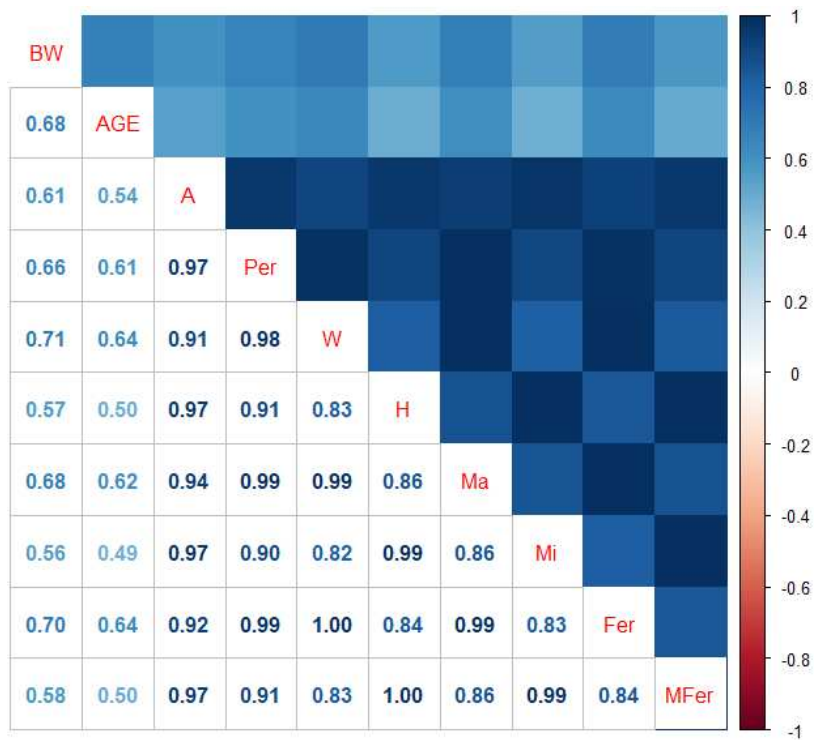 BW
0.68 AGE
0.61 0.54 A
0.66 0.61 0.97 Per
0.71 0.64 0.91 0.98 W
0.57 0.50 0.97 0.91 0.83 H
0.68 0.62 0.94 0.99 0.99 0.86 Ma
0.56 0.49 0.97 0.90 0.82 0.99 0.86 Mi
0.70 0.64 0.92 0.99 1.00 0.84 0.99 0.83 Fer
0.58 0.50 0.97 0.91 0.83 1.00 0.86 0.99 0.84 MFer
1
0.8
0.6
0.4
0.2
0
-0.2
-0.4
-0.6
-0.8
-1